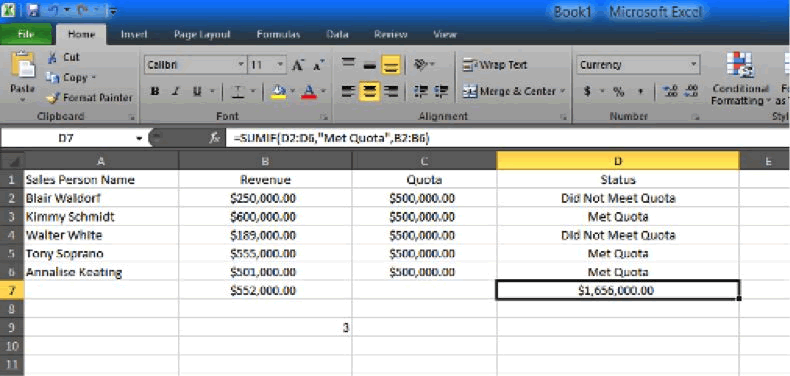 Book1 - Microsoft Excel
File Home Insert Page Layout Formulas Data Review View
Cut
Calibri 11 A A Wrap Text Currency
Copy
Paste Format Painter B I U A Merge & Center $ % , Conditional Formatting as
Clipboard Font Alignment Number
D7 fx =SUMIF(D2:D6,"Met Quota",B2:B6)
A B C D E
1 Sales Person Name Revenue Quota Status
2 Blair Waldorf $250,000.00 $500,000.00 Did Not Meet Quota
3 Kimmy Schmidt $600,000.00 $500,000.00 Met Quota
4 Walter White $189,000.00 $500,000.00 Did Not Meet Quota
5 Tony Soprano $555,000.00 $500,000.00 Met Quota
6 Annalise Keating $501,000.00 $500,000.00 Met Quota
7 $552,000.00 $1,656,000.00
8
9 3
10
11